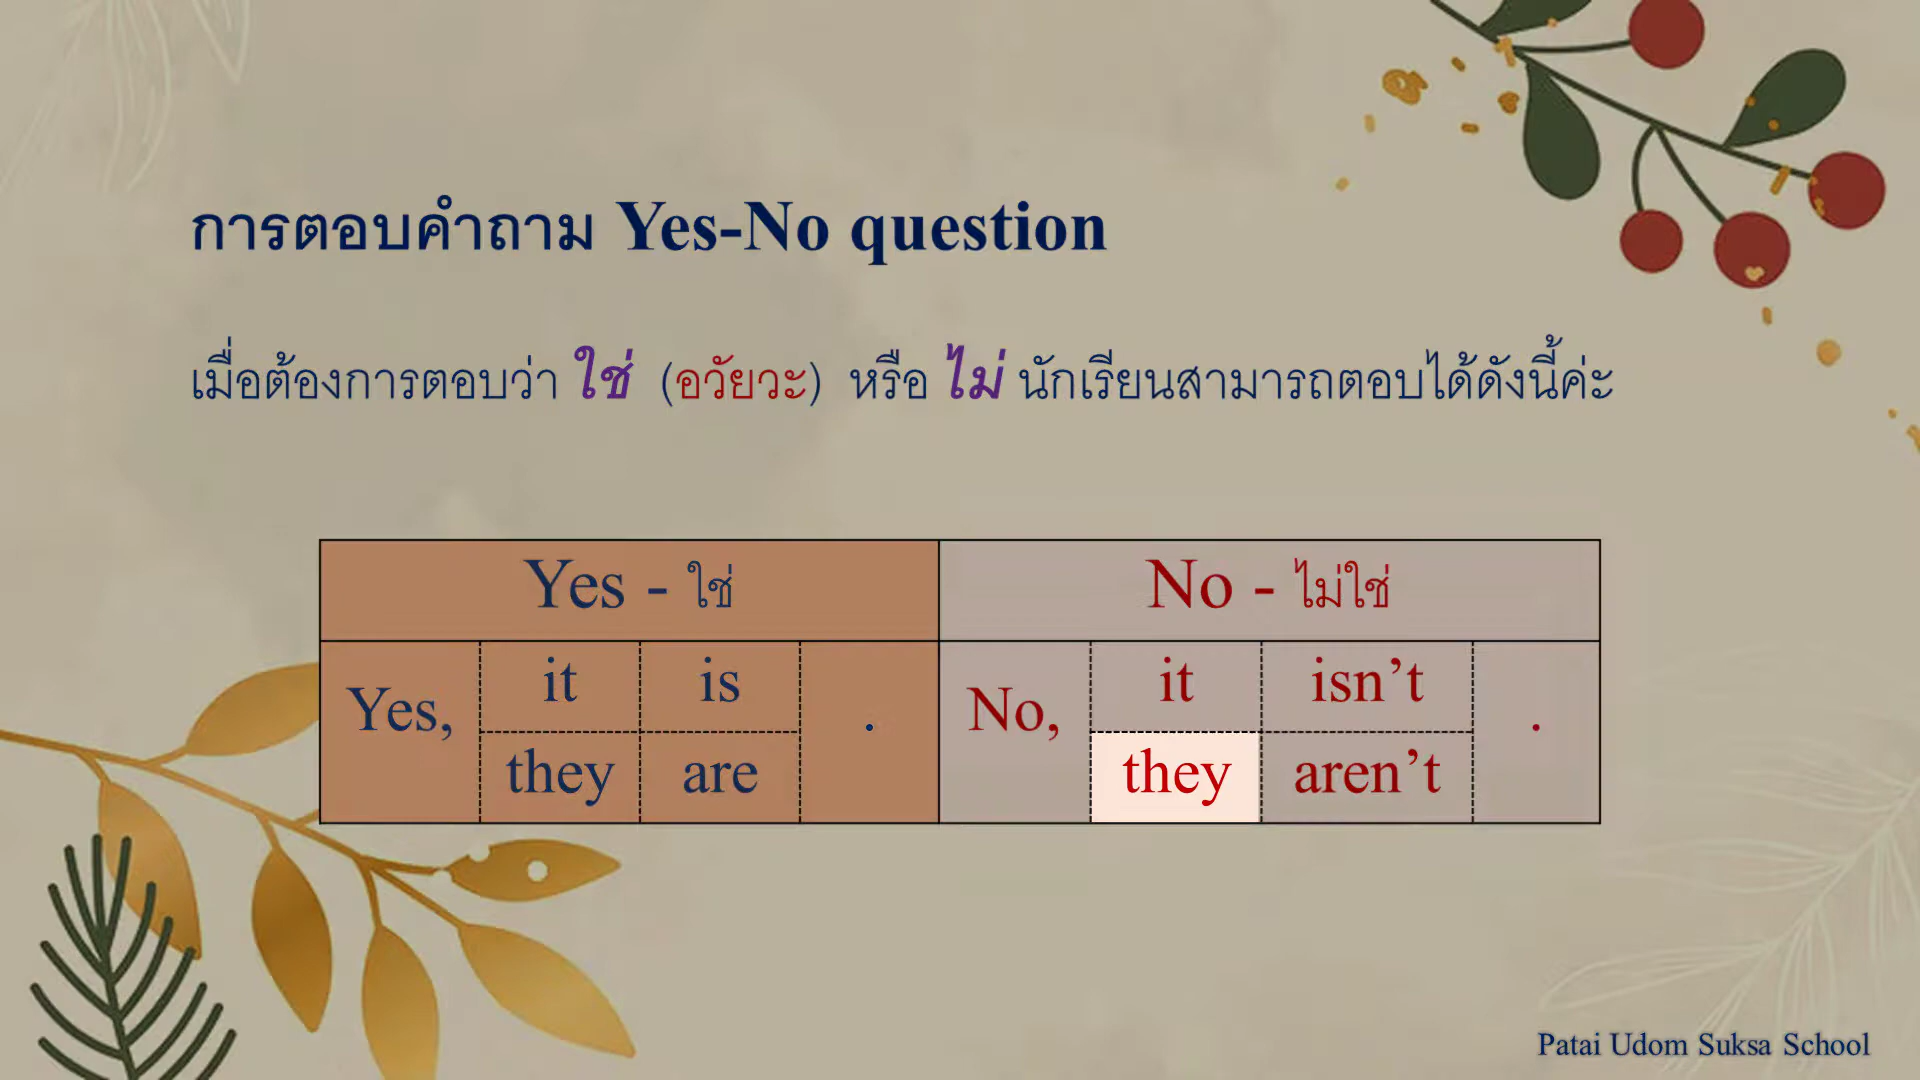 การตอบคำถาม Yes-No question
เมื่อต้องการตอบว่า ใช่ (อวัยวะ) หรือ ไม่ นักเรียนสามารถตอบได้ดังนี้ค่ะ
Yes - ใช่ No - ไม่ใช่
Yes, it is . No, it isn’t .
they are they aren’t
Patai Udom Suksa School